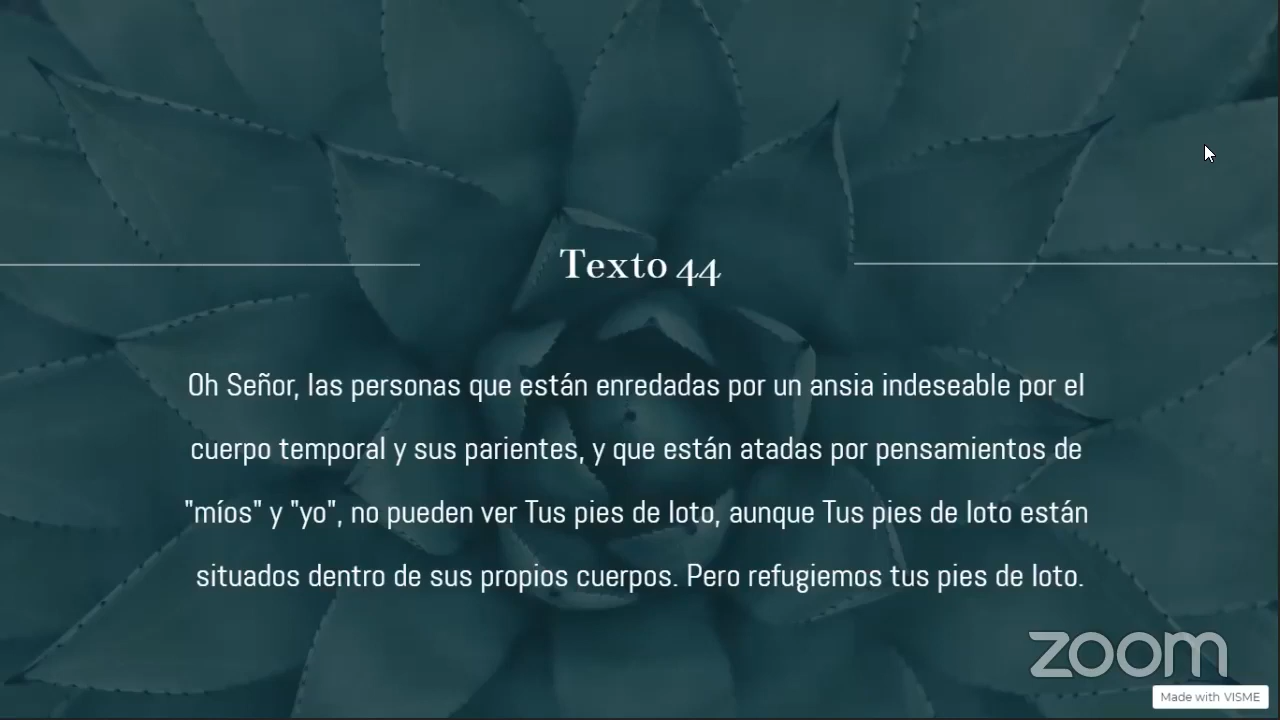 Texto 44
Oh Señor, las personas que están enredadas por un ansia indeseable por el
cuerpo temporal y sus parientes, y que están atadas por pensamientos de
"míos" y "yo", no pueden ver Tus pies de loto, aunque Tus pies de loto están
situados dentro de sus propios cuerpos. Pero refugiemos tus pies de loto.
zoom
Made with VISME